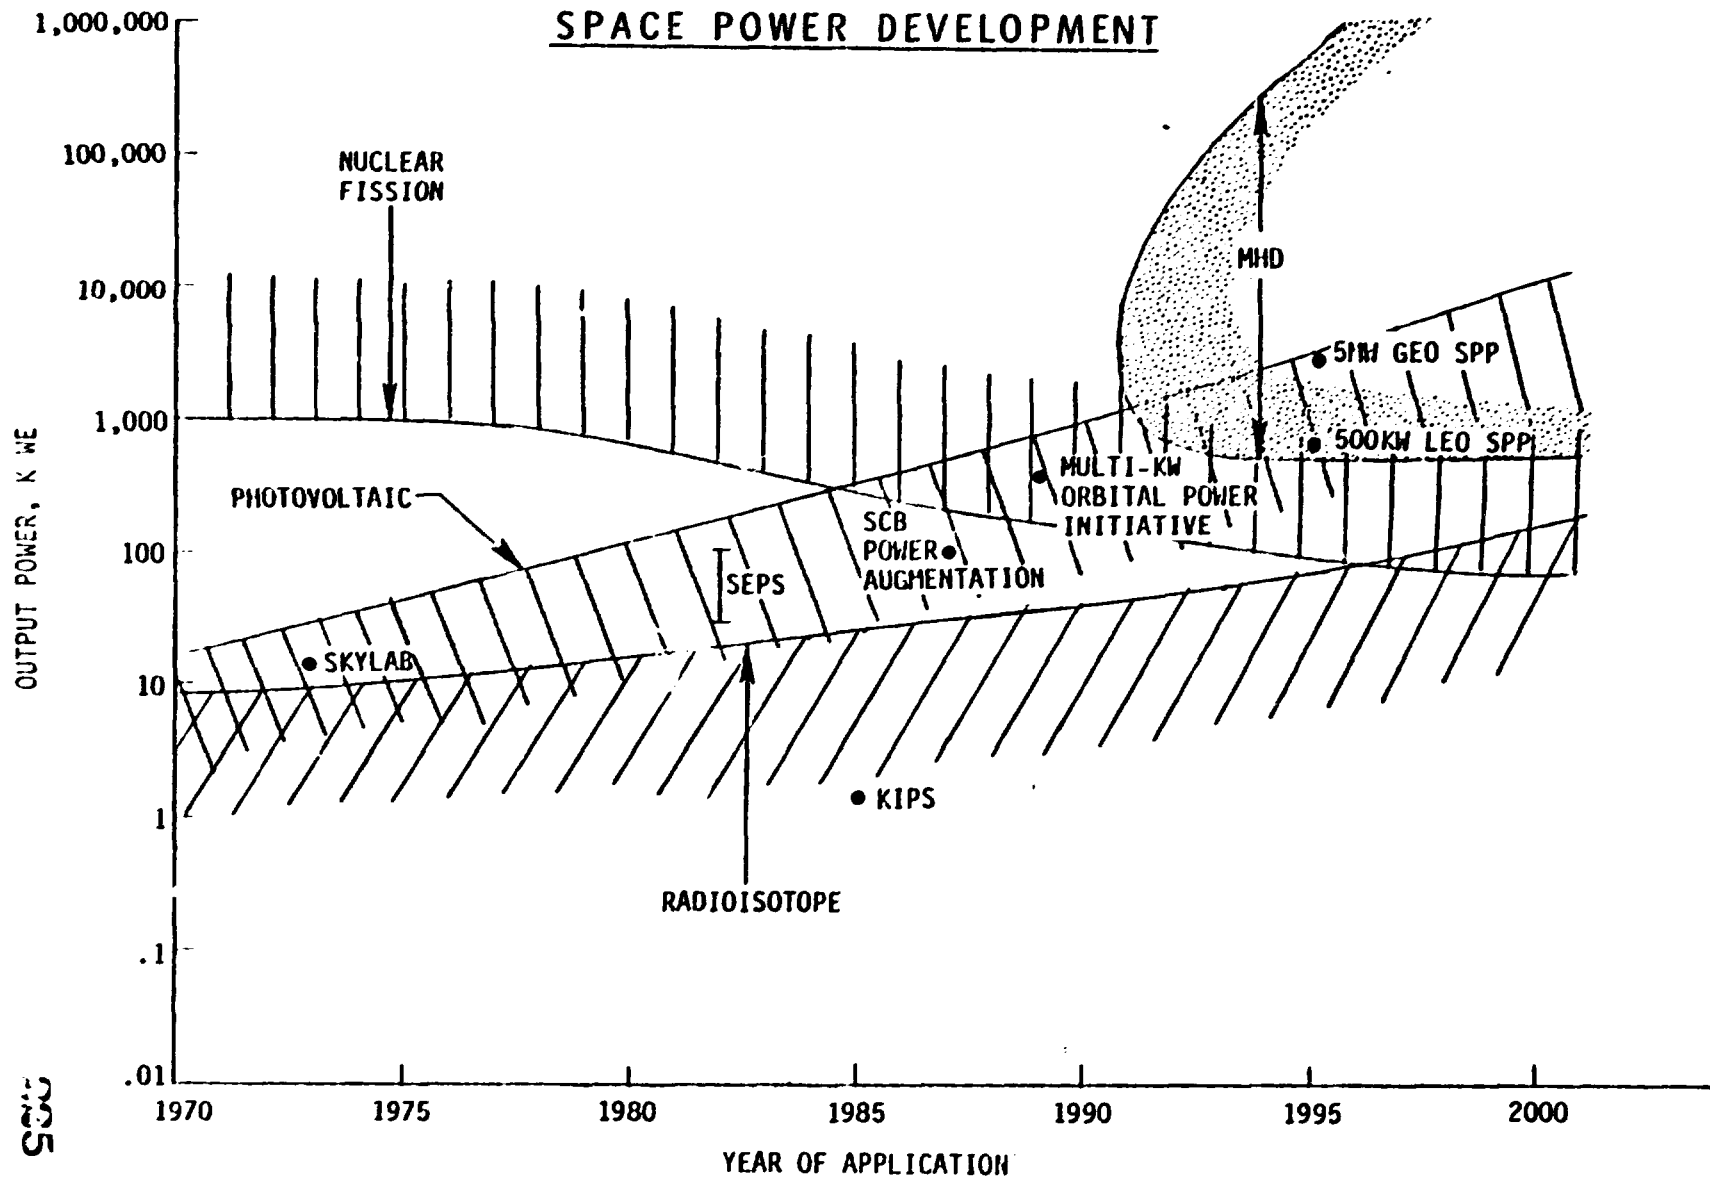 SPACE POWER DEVELOPMENT
1,000,000
100,000
10,000
1,000
100
10
1
.1
.01
OUTPUT POWER, K WE
NUCLEAR
FISSION
PHOTOVOLTAIC
SKYLAB
SEPS
SCB
POWER
AUGMENTATION
MULTI-KW
ORBITAL POWER
INITIATIVE
MHD
5MW GEO SPP
500KW LEO SPP
KIPS
RADIOISOTOPE
1970
1975
1980
1985
1990
1995
2000
YEAR OF APPLICATION